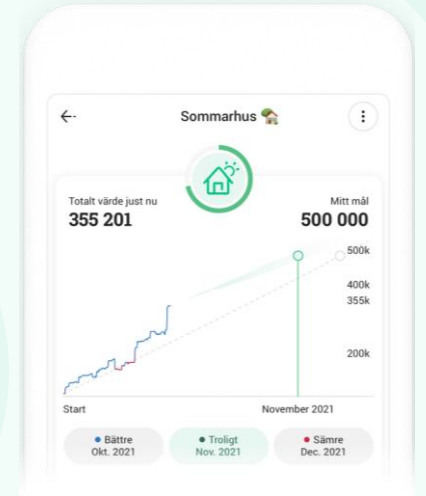 Sommarhus 🏡
Totalt värde just nu
355 201
Mitt mål
500 000
500k
400k
355k
200k
Start
November 2021
Bättre
Okt. 2021
Troligt
Nov. 2021
Sämre
Dec. 2021